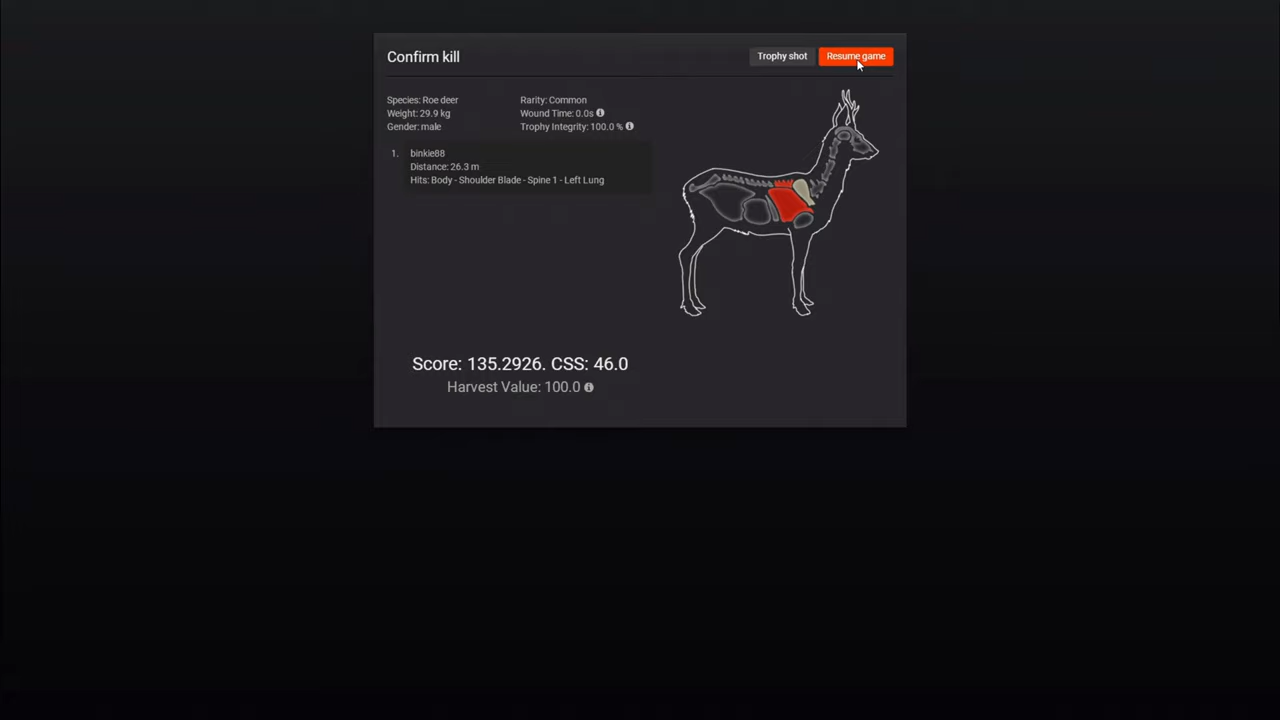 Confirm kill
Trophy shot
Resume game
Species: Roe deer
Weight: 29.9 kg
Gender: male
Rarity: Common
Wound Time: 0.0s
Trophy Integrity: 100.0 %
1. binkie88
Distance: 26.3 m
Hits: Body - Shoulder Blade - Spine 1 - Left Lung
Score: 135.2926. CSS: 46.0
Harvest Value: 100.0